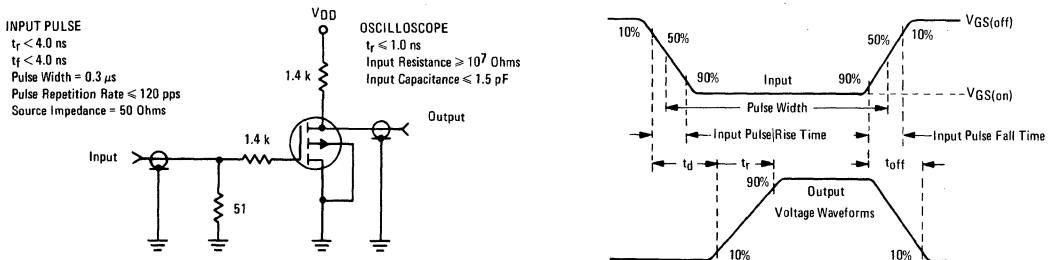 INPUT PULSE
tr < 4.0 ns
tf < 4.0 ns
Pulse Width = 0.3 μs
Pulse Repetition Rate ≤ 120 pps
Source Impedance = 50 Ohms
VDD
OSCILLOSCOPE
tr ≤ 1.0 ns
Input Resistance ≥ 10⁷ Ohms
Input Capacitance ≤ 1.5 pF
1.4 k
Output
1.4 k
Input
51
VGS(off)
10%
50%
50%
10%
90%
Input
90%
VGS(on)
Pulse Width
Input Pulse Rise Time
Input Pulse Fall Time
td
tr
toff
90%
Output
Voltage Waveforms
10%
10%